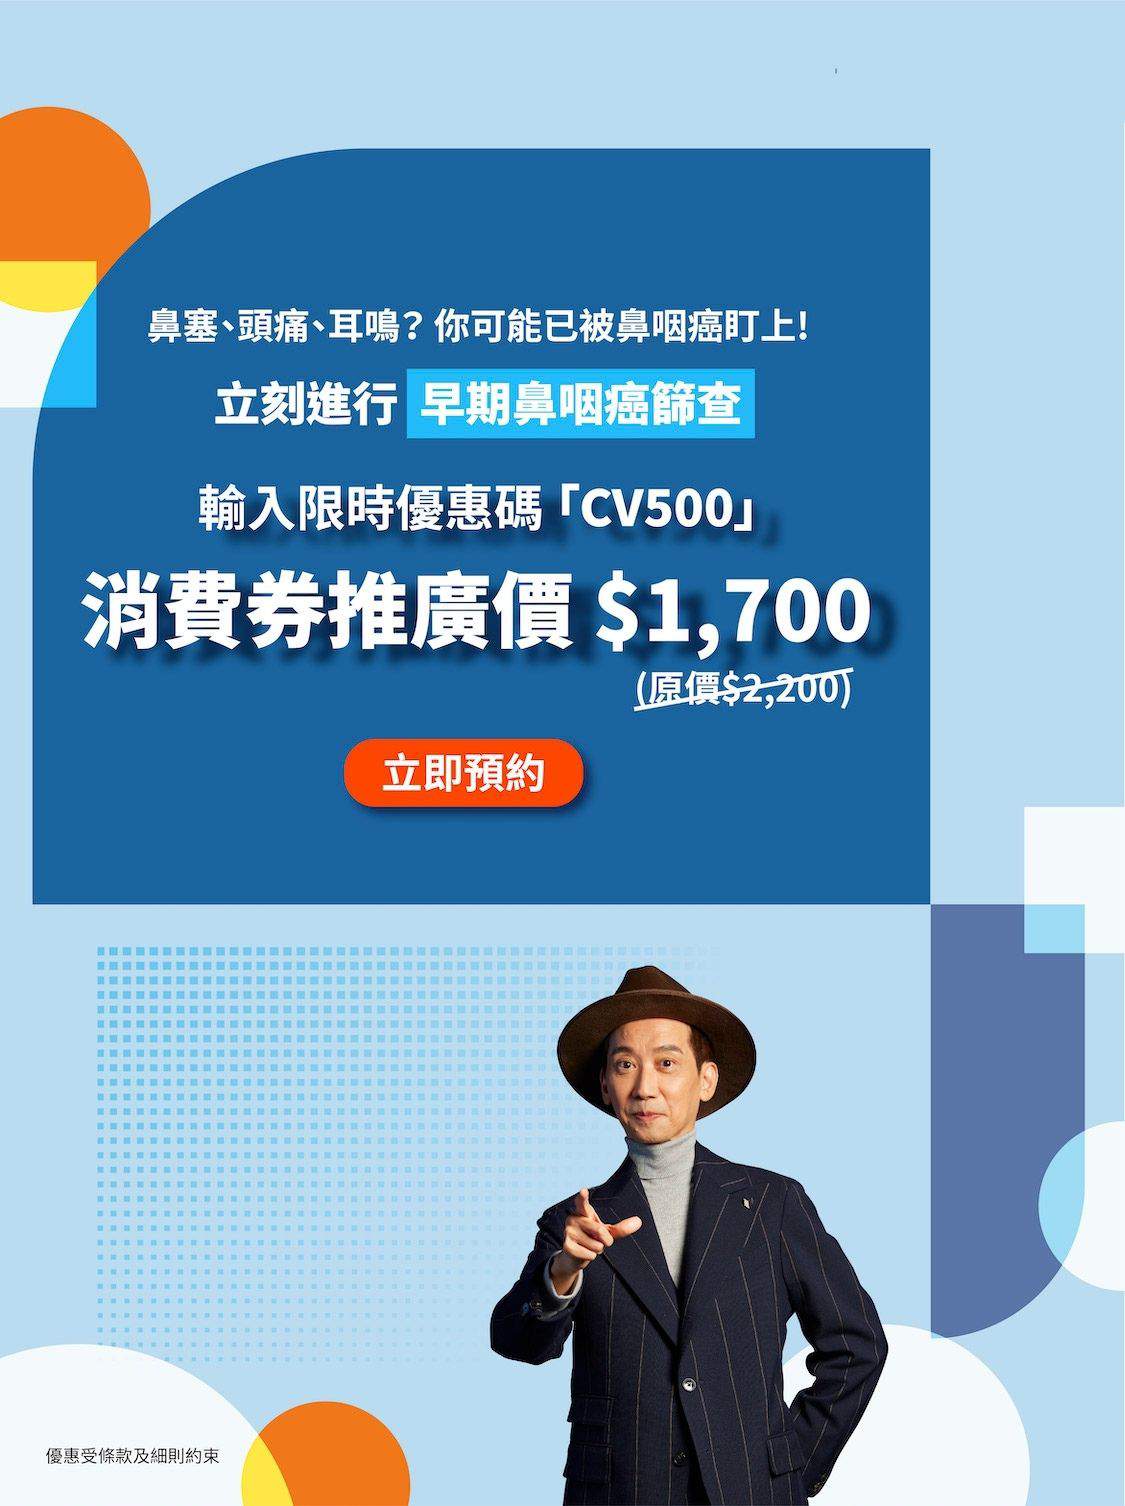 鼻塞、頭痛、耳鳴？你可能已被鼻咽癌盯上！
立刻進行 早期鼻咽癌篩查
輸入限時優惠碼「CV500」
消費券推廣價 $1,700
(原價$2,200)
立即預約
優惠受條款及細則約束